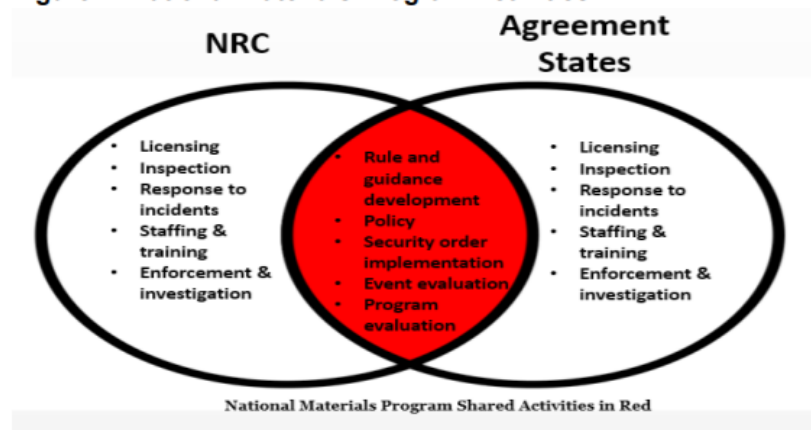 NRC
Agreement
States
• Licensing
• Inspection
• Response to
incidents
• Staffing &
training
• Enforcement &
investigation
• Rule and
guidance
development
• Policy
• Security order
implementation
• Event evaluation
• Program
evaluation
• Licensing
• Inspection
• Response to
incidents
• Staffing &
training
• Enforcement &
investigation
National Materials Program Shared Activities in Red